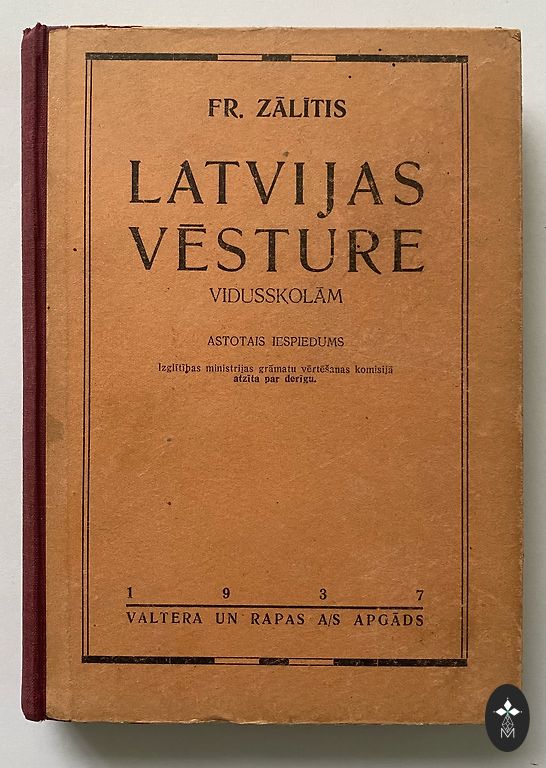 FR. ZĀLĪTIS
LATVIJAS
VĒSTURE
VIDUSSKOLĀM
ASTOTAIS IESPIEDUMS
Izglītības ministrijas grāmatu vērtēšanas komisijā
atzīta par derīgu.
1 9 3 7
VALTERA UN RAPAS A/S APGĀDS